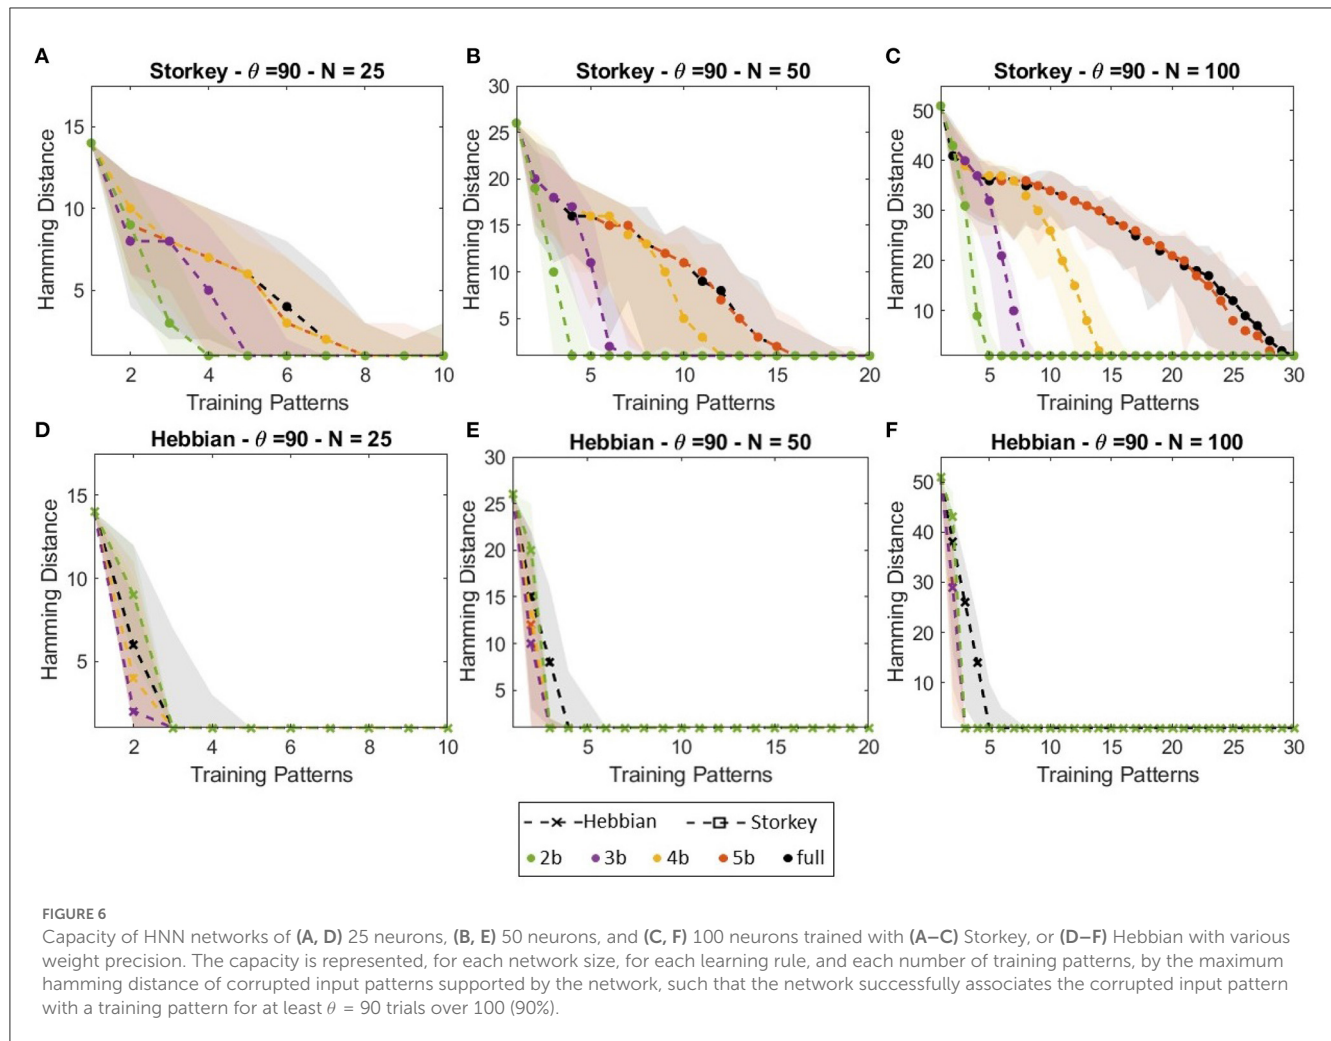 A
Storkey - θ =90 - N = 25
Hamming Distance
15
10
5
2 4 6 8 10
Training Patterns
B
Storkey - θ =90 - N = 50
Hamming Distance
30
25
20
15
10
5
5 10 15 20
Training Patterns
C
Storkey - θ =90 - N = 100
Hamming Distance
50
40
30
20
10
5 10 15 20 25 30
Training Patterns
D
Hebbian - θ =90 - N = 25
Hamming Distance
15
10
5
2 4 6 8 10
Training Patterns
E
Hebbian - θ =90 - N = 50
Hamming Distance
30
25
20
15
10
5
5 10 15 20
Training Patterns
F
Hebbian - θ =90 - N = 100
Hamming Distance
50
40
30
20
10
5 10 15 20 25 30
Training Patterns
Hebbian Storkey
2b 3b 4b 5b full
FIGURE 6
Capacity of HNN networks of (A, D) 25 neurons, (B, E) 50 neurons, and (C, F) 100 neurons trained with (A–C) Storkey, or (D–F) Hebbian with various
weight precision. The capacity is represented, for each network size, for each learning rule, and each number of training patterns, by the maximum
hamming distance of corrupted input patterns supported by the network, such that the network successfully associates the corrupted input pattern
with a training pattern for at least θ = 90 trials over 100 (90%).